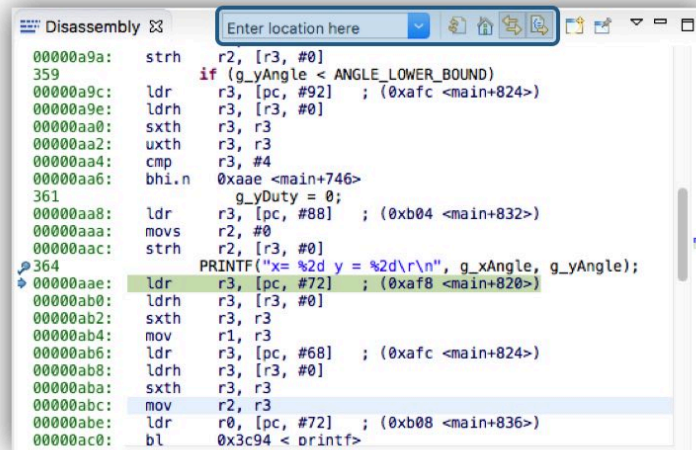 Disassembly
Enter location here
00000a9a: strh r2, [r3, #0]
359 if (g_yAngle < ANGLE_LOWER_BOUND)
00000a9c: ldr r3, [pc, #92] ; (0xafc <main+824>)
00000a9e: ldrh r3, [r3, #0]
00000aa0: sxth r3, r3
00000aa2: uxth r3, r3
00000aa4: cmp r3, #4
00000aa6: bhi.n 0xaae <main+746>
361 g_yDuty = 0;
00000aa8: ldr r3, [pc, #88] ; (0xb04 <main+832>)
00000aaa: movs r2, #0
00000aac: strh r2, [r3, #0]
364 PRINTF("x= %2d y = %2d\r\n", g_xAngle, g_yAngle);
00000aae: ldr r3, [pc, #72] ; (0xaf8 <main+820>)
00000ab0: ldrh r3, [r3, #0]
00000ab2: sxth r3, r3
00000ab4: mov r1, r3
00000ab6: ldr r3, [pc, #68] ; (0xafc <main+824>)
00000ab8: ldrh r3, [r3, #0]
00000aba: sxth r3, r3
00000abc: mov r2, r3
00000abe: ldr r0, [pc, #72] ; (0xb08 <main+836>)
00000ac0: bl 0x3c94 < printf>